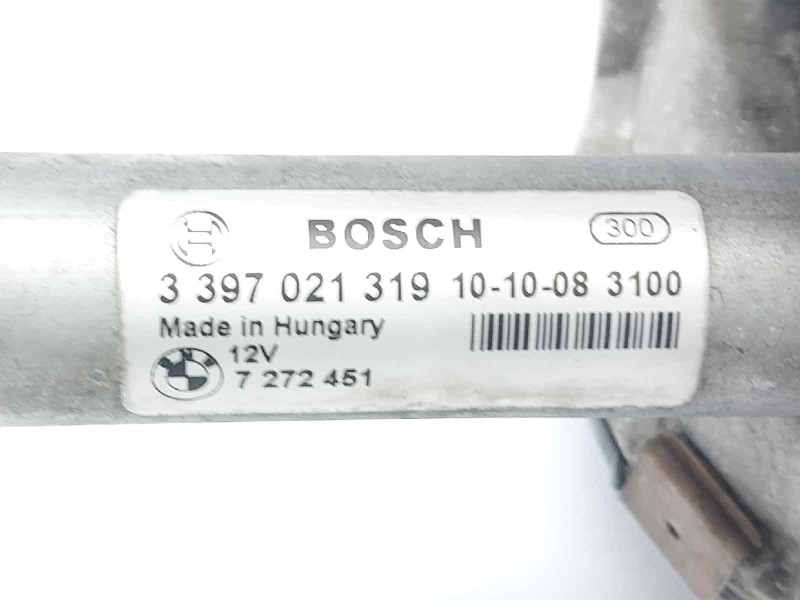 BOSCH 300
3 397 021 319 10-10-08 3100
Made in Hungary
12V
7 272 451